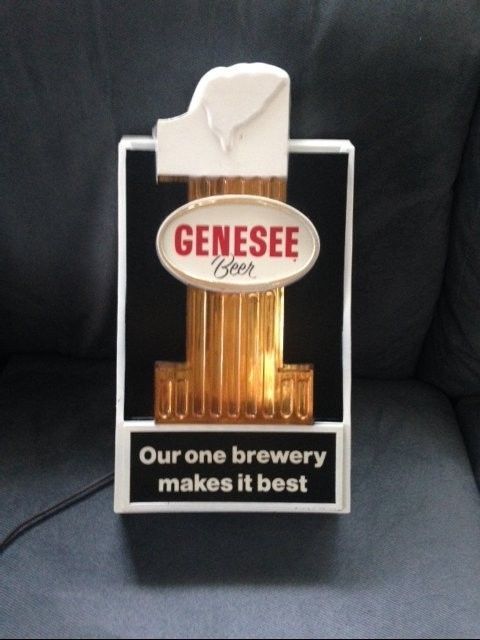 GENESEE
Beer
Our one brewery
makes it best